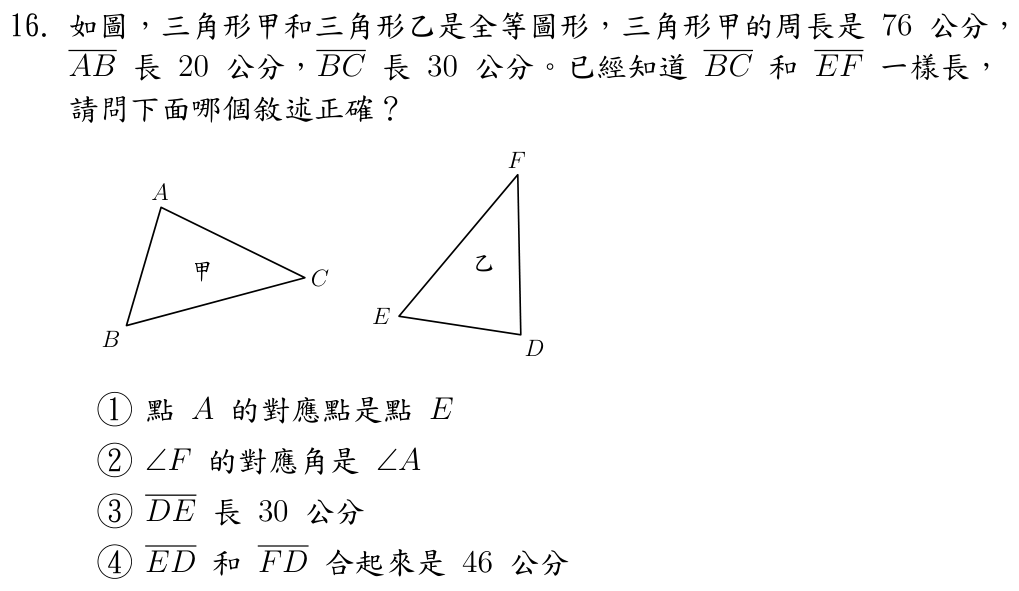 16. 如圖，三角形甲和三角形乙是全等圖形，三角形甲的周長是 76 公分，
AB 長 20 公分，BC 長 30 公分。已經知道 BC 和 EF 一樣長，
請問下面哪個敘述正確？
F
A
甲
乙
C
E
B
D
① 點 A 的對應點是點 E
② ∠F 的對應角是 ∠A
③ DE 長 30 公分
④ ED 和 FD 合起來是 46 公分